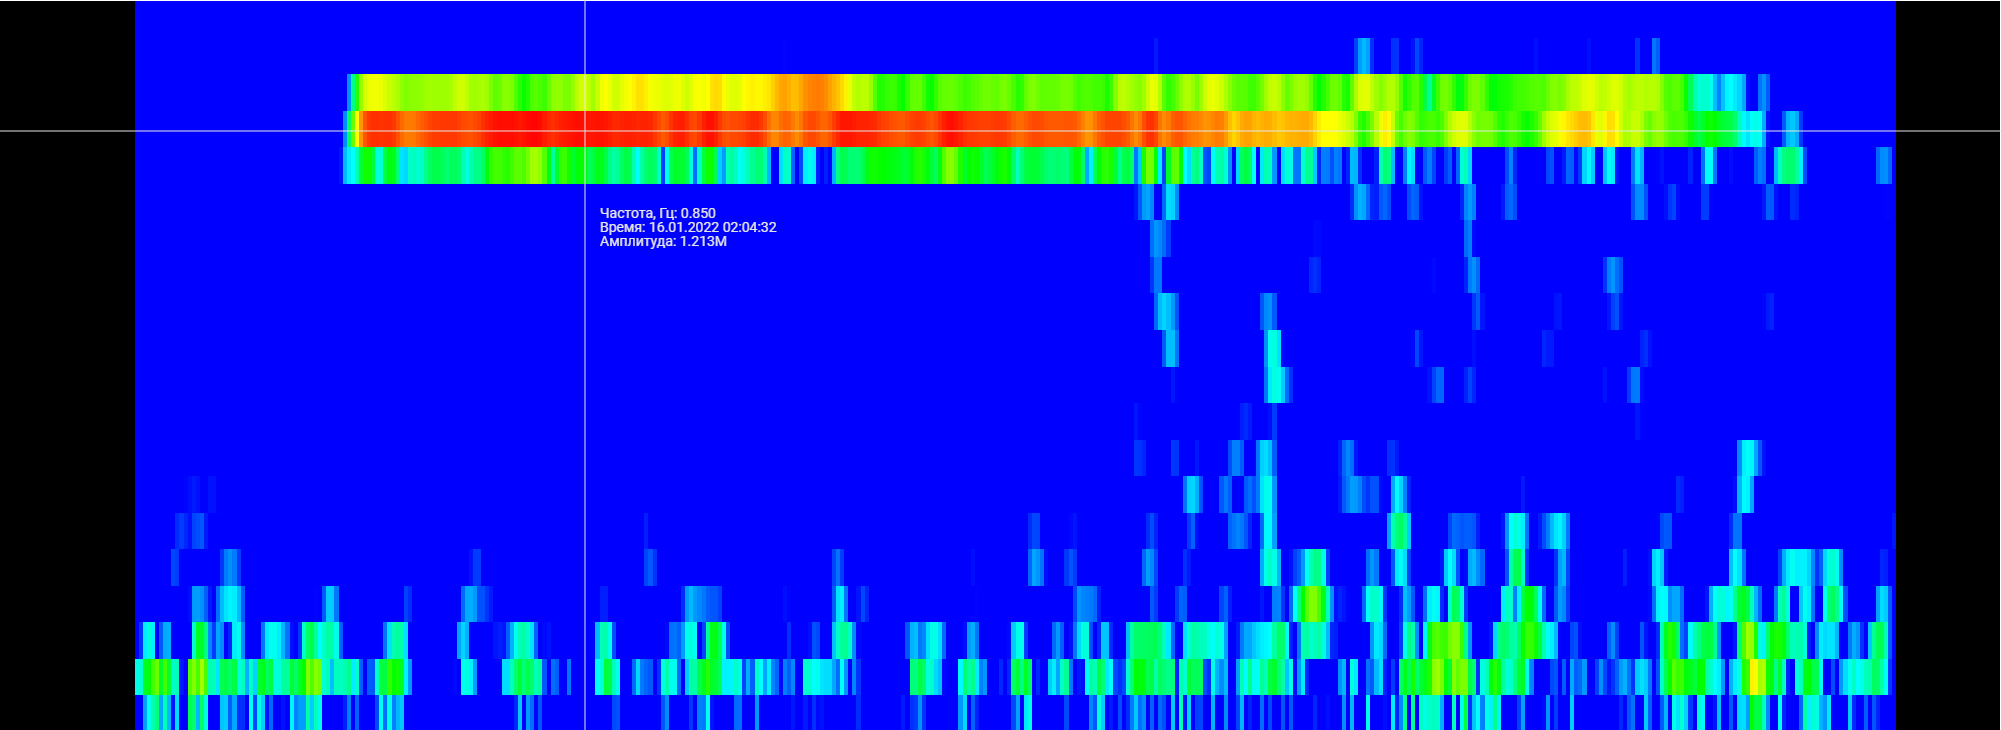 Частота, Гц: 0.850
Время: 16.01.2022 02:04:32
Амплитуда: 1.213M